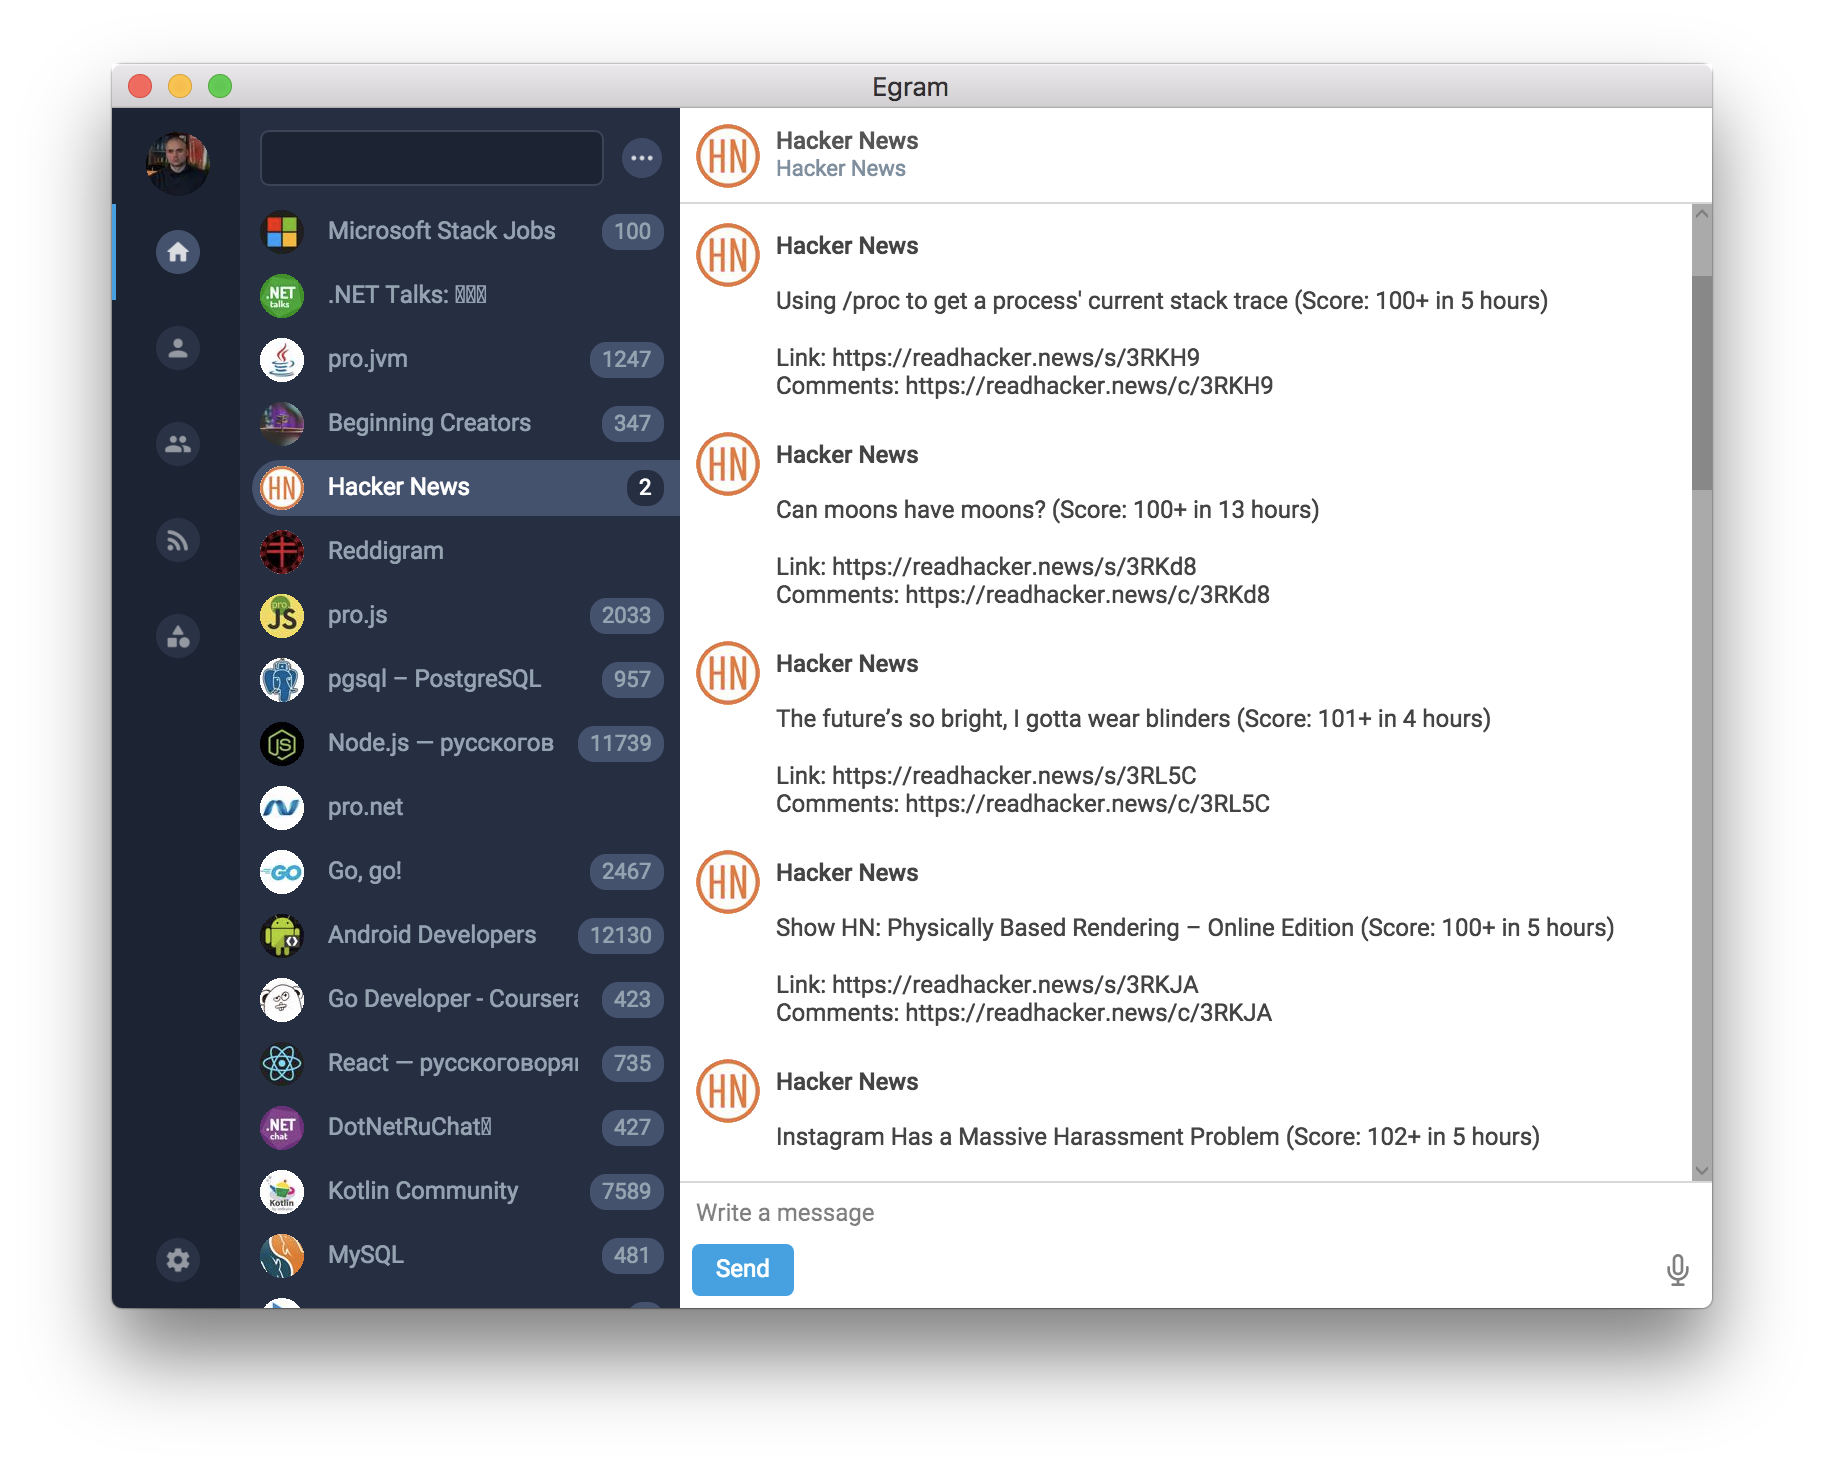 Egram
Microsoft Stack Jobs 100
.NET Talks:
pro.jvm 1247
Beginning Creators 347
Hacker News 2
Reddigram
pro.js 2033
pgsql – PostgreSQL 957
Node.js — русскогов 11739
pro.net
Go, go! 2467
Android Developers 12130
Go Developer - Coursera 423
React — русскоговоря 735
DotNetRuChat 427
Kotlin Community 7589
MySQL 481
HN
Hacker News
Hacker News
HN
Hacker News
Using /proc to get a process' current stack trace (Score: 100+ in 5 hours)
Link: https://readhacker.news/s/3RKH9
Comments: https://readhacker.news/c/3RKH9
HN
Hacker News
Can moons have moons? (Score: 100+ in 13 hours)
Link: https://readhacker.news/s/3RKd8
Comments: https://readhacker.news/c/3RKd8
HN
Hacker News
The future’s so bright, I gotta wear blinders (Score: 101+ in 4 hours)
Link: https://readhacker.news/s/3RL5C
Comments: https://readhacker.news/c/3RL5C
HN
Hacker News
Show HN: Physically Based Rendering – Online Edition (Score: 100+ in 5 hours)
Link: https://readhacker.news/s/3RKJA
Comments: https://readhacker.news/c/3RKJA
HN
Hacker News
Instagram Has a Massive Harassment Problem (Score: 102+ in 5 hours)
Write a message
Send